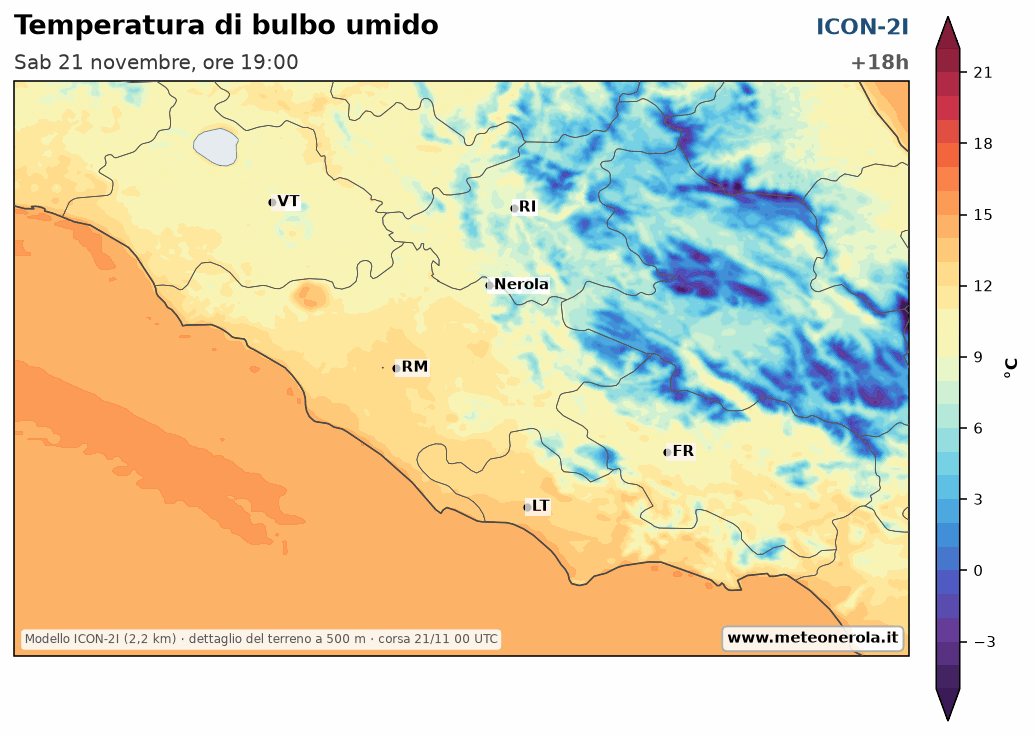 Temperatura di bulbo umido
ICON-2I
Sab 21 novembre, ore 19:00
+18h
VT
RI
Nerola
RM
FR
LT
21
18
15
12
9
6
3
0
−3
°C
Modello ICON-2I (2,2 km) · dettaglio del terreno a 500 m · corsa 21/11 00 UTC
www.meteonerola.it